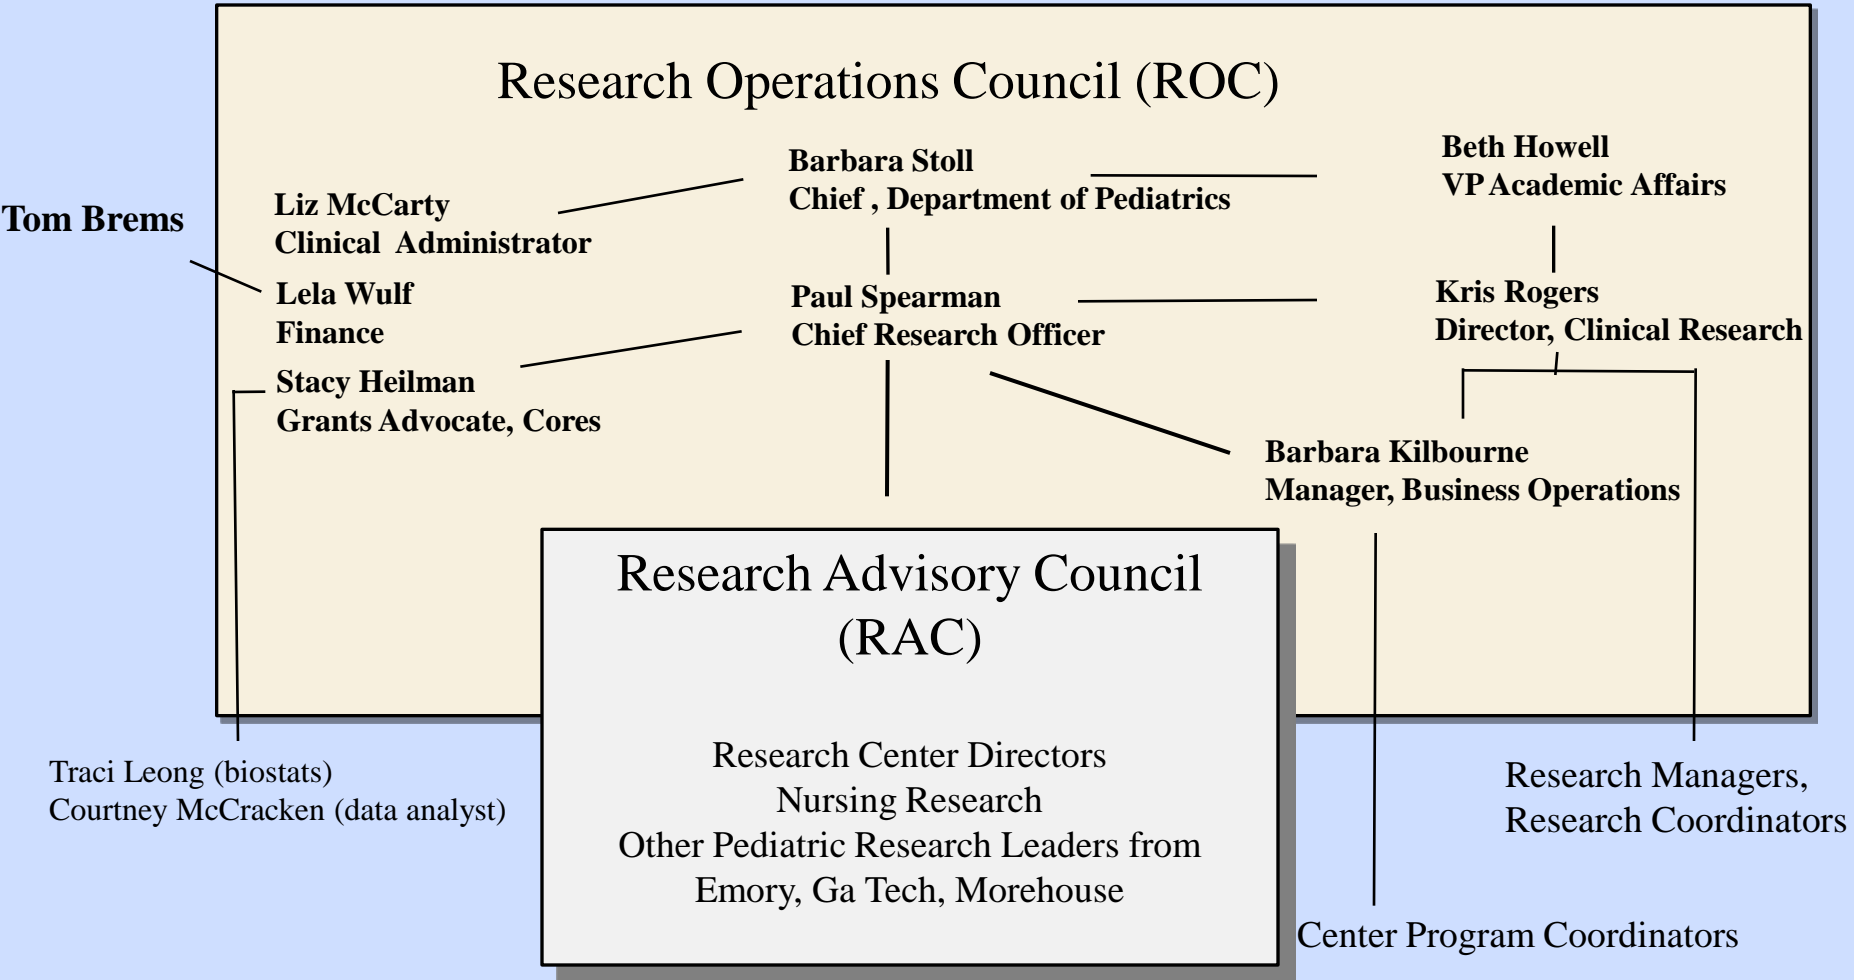 Research Operations Council (ROC)
Barbara Stoll
Chief , Department of Pediatrics
Beth Howell
VP Academic Affairs
Tom Brems
Liz McCarty
Clinical  Administrator
Lela Wulf
Finance
Paul Spearman
Chief Research Officer
Kris Rogers
Director, Clinical Research
Stacy Heilman
Grants Advocate, Cores
Barbara Kilbourne
Manager, Business Operations
Research Advisory Council
(RAC)
Research Center Directors
Nursing Research
Other Pediatric Research Leaders from
Emory, Ga Tech, Morehouse
Traci Leong (biostats)
Courtney McCracken (data analyst)
Research Managers,
Research Coordinators
Center Program Coordinators